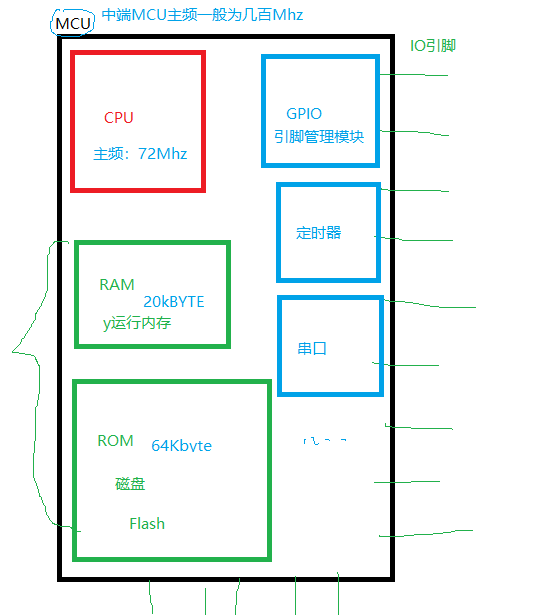 中端MCU主频一般为几百Mhz
MCU
IO引脚
CPU
主频：72Mhz
GPIO
引脚管理模块
定时器
RAM
20kBYTE
y运行内存
串口
ROM
64Kbyte
磁盘
Flash